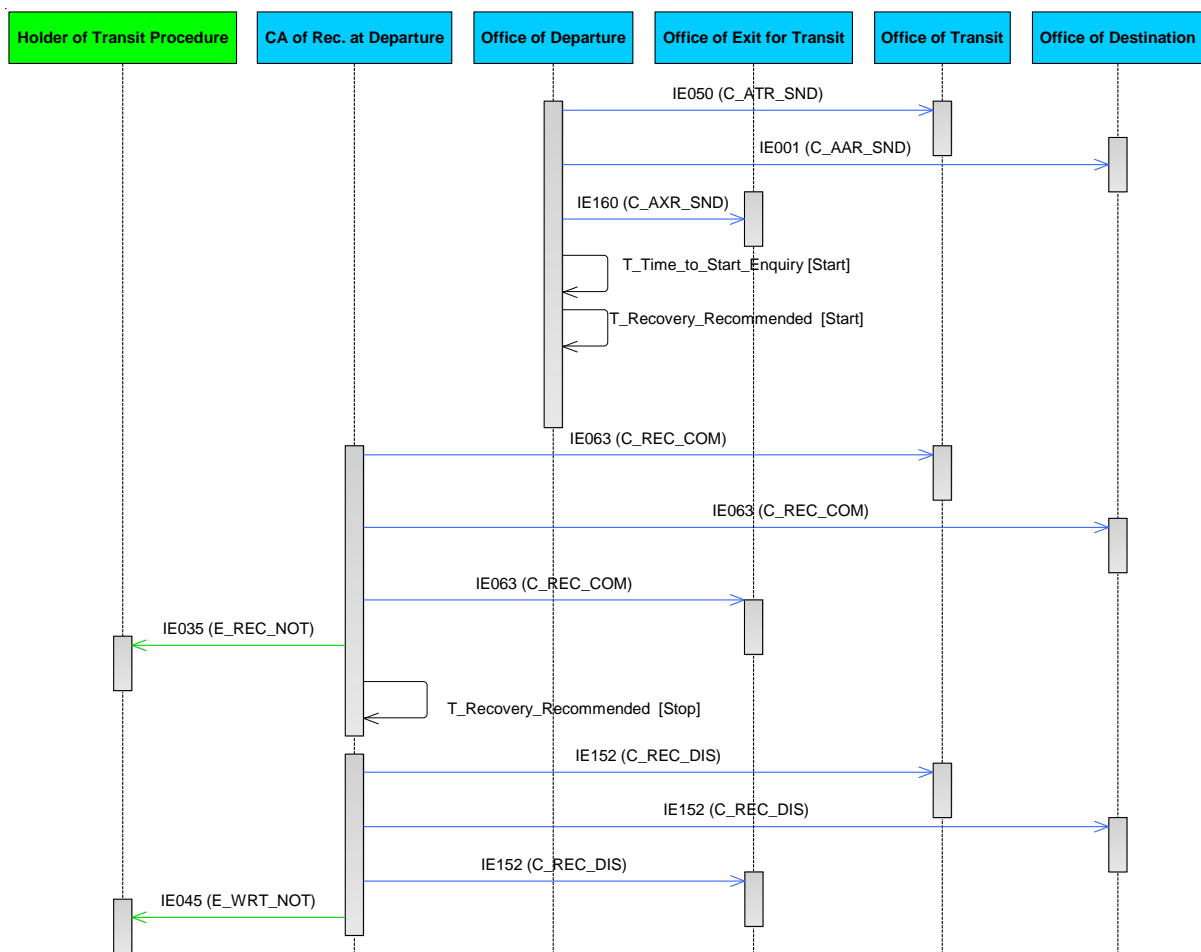 Holder of Transit Procedure
CA of Rec. at Departure
Office of Departure
Office of Exit for Transit
Office of Transit
Office of Destination
IE050 (C_ATR_SND)
IE001 (C_AAR_SND)
IE160 (C_AXR_SND)
T_Time_to_Start_Enquiry [Start]
T_Recovery_Recommended [Start]
IE063 (C_REC_COM)
IE063 (C_REC_COM)
IE063 (C_REC_COM)
IE035 (E_REC_NOT)
T_Recovery_Recommended [Stop]
IE152 (C_REC_DIS)
IE152 (C_REC_DIS)
IE152 (C_REC_DIS)
IE045 (E_WRT_NOT)